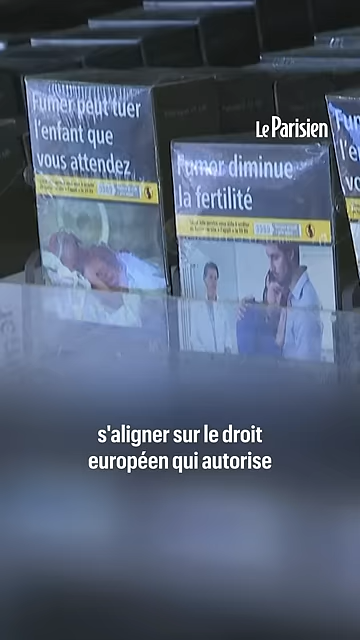 Fumer peut tuer
l'enfant que
vous attendez
Le Parisien
Fumer diminue
la fertilité
s'aligner sur le droit
européen qui autorise